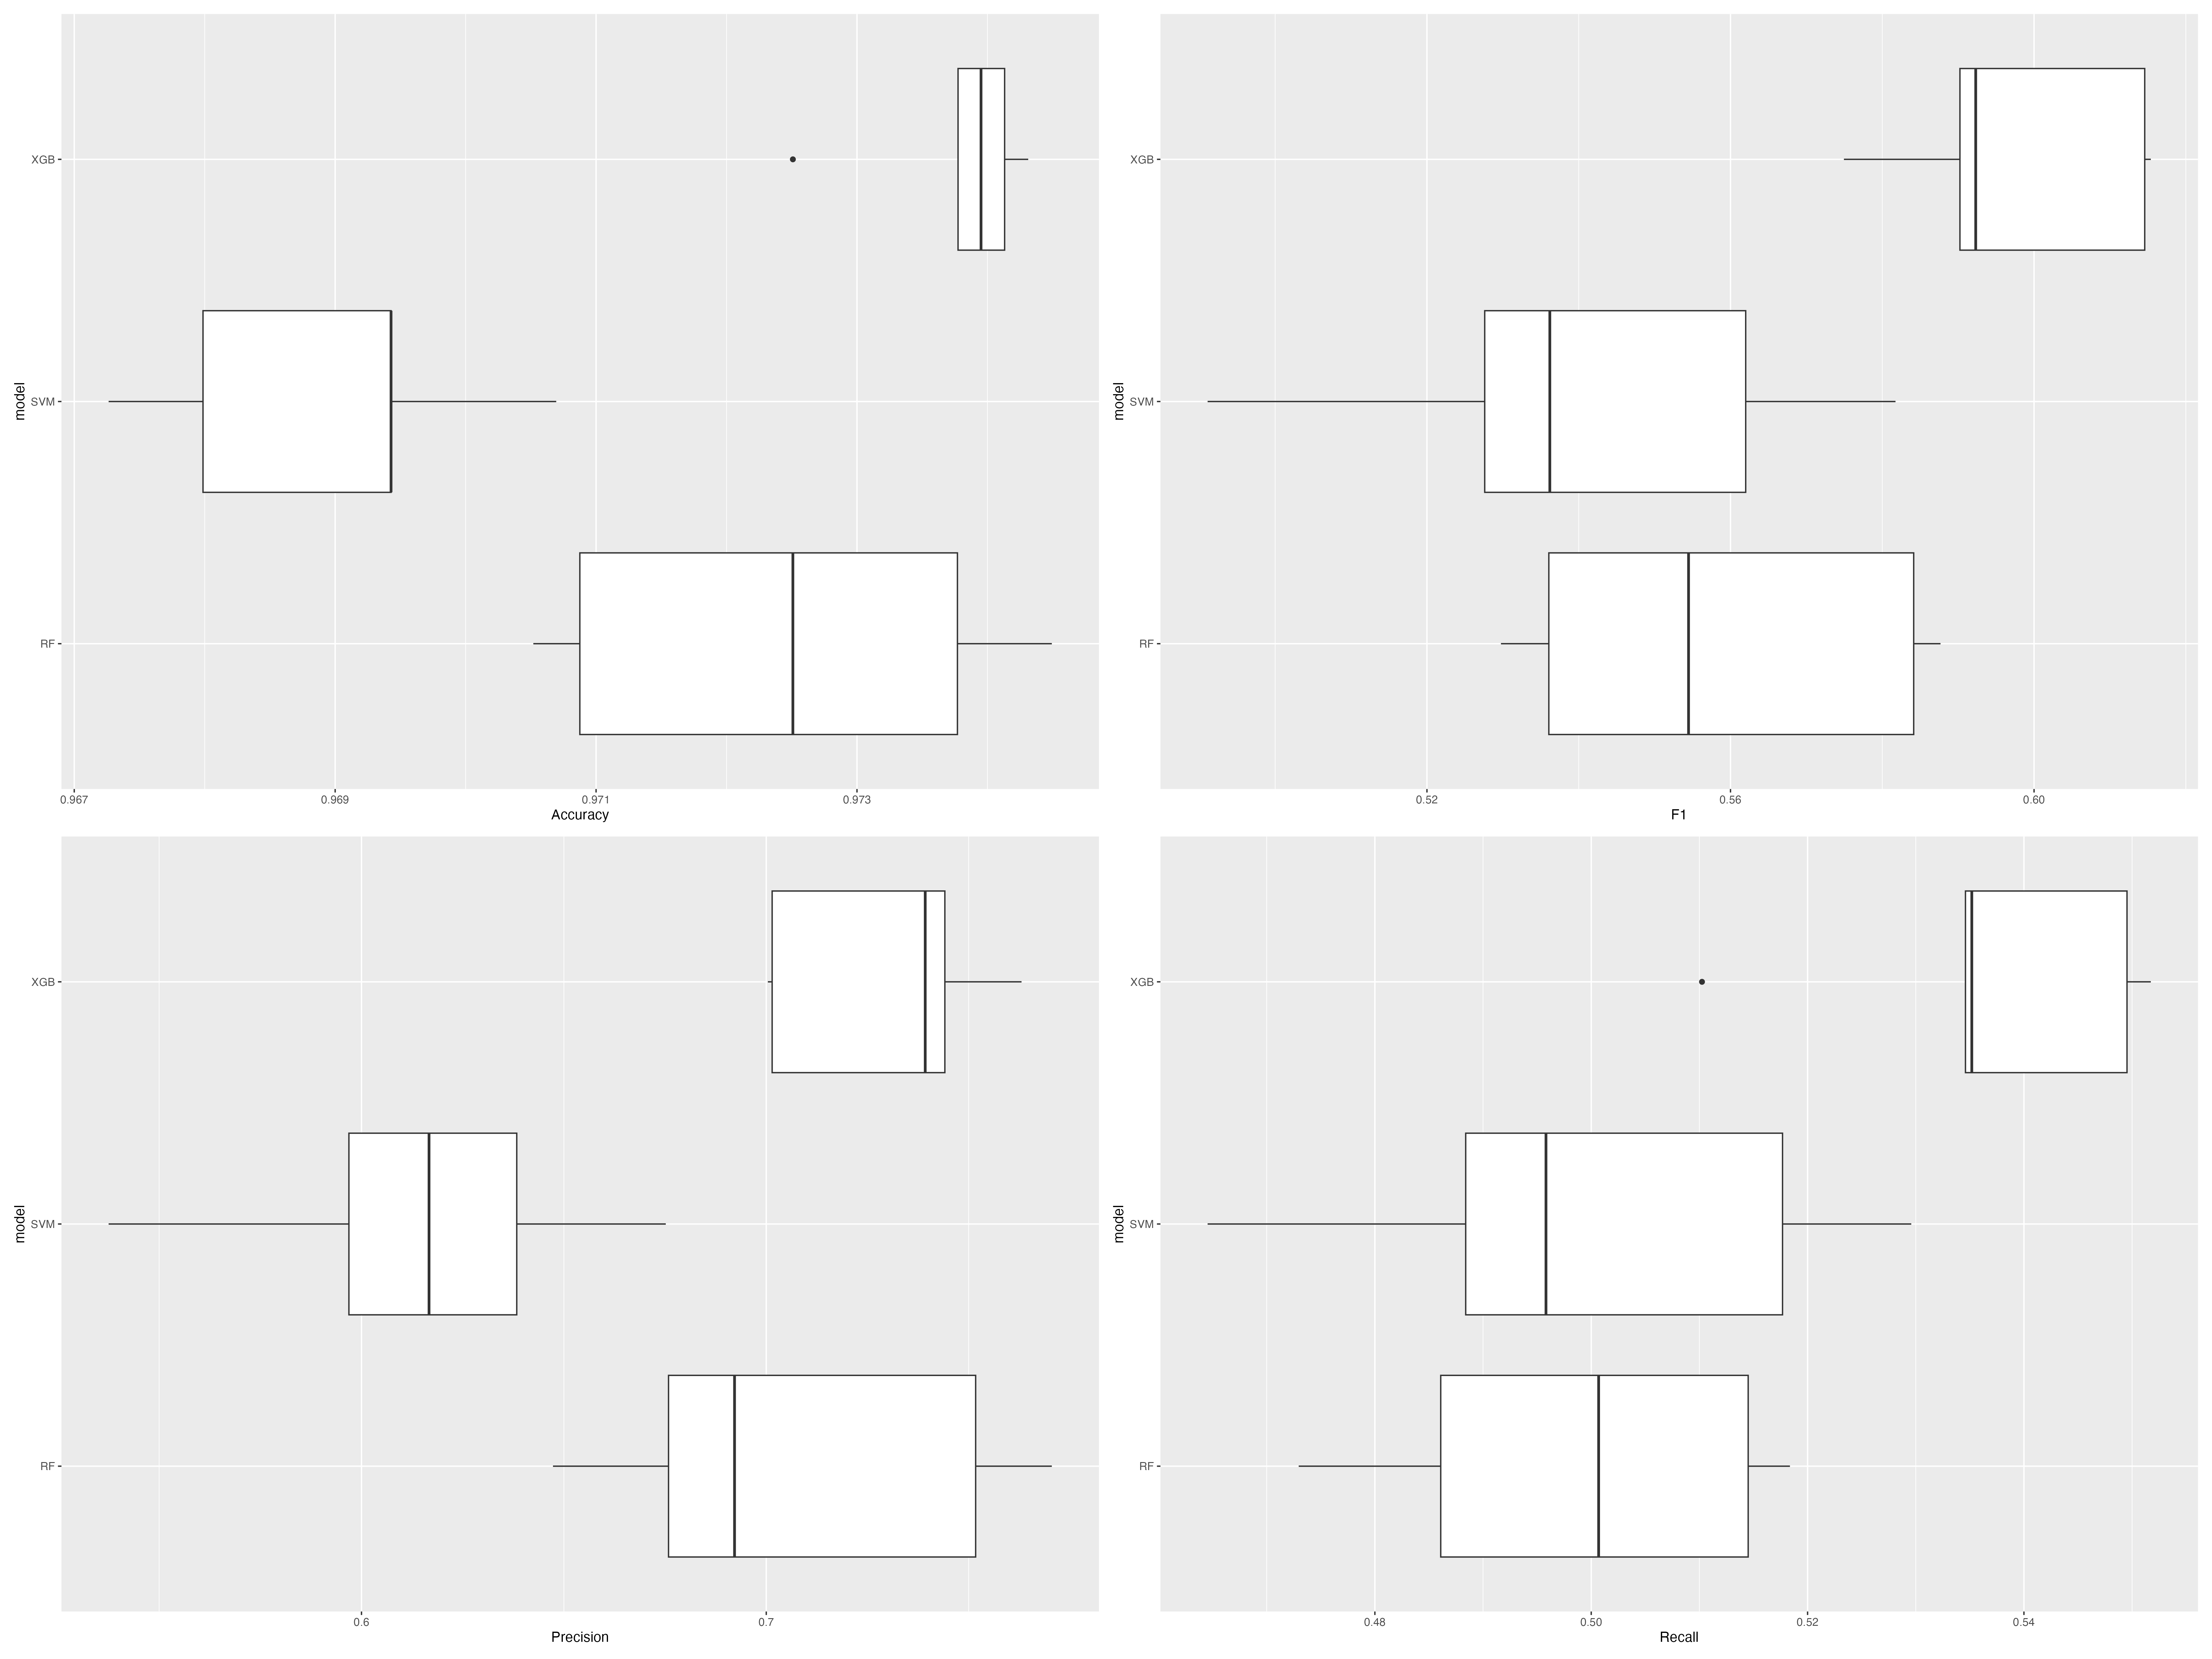 XGB
SVM
RF
model
0.967 0.969 0.971 0.973
Accuracy
XGB
SVM
RF
model
0.52 0.56 0.60
F1
XGB
SVM
RF
model
0.6 0.7
Precision
XGB
SVM
RF
model
0.48 0.50 0.52 0.54
Recall